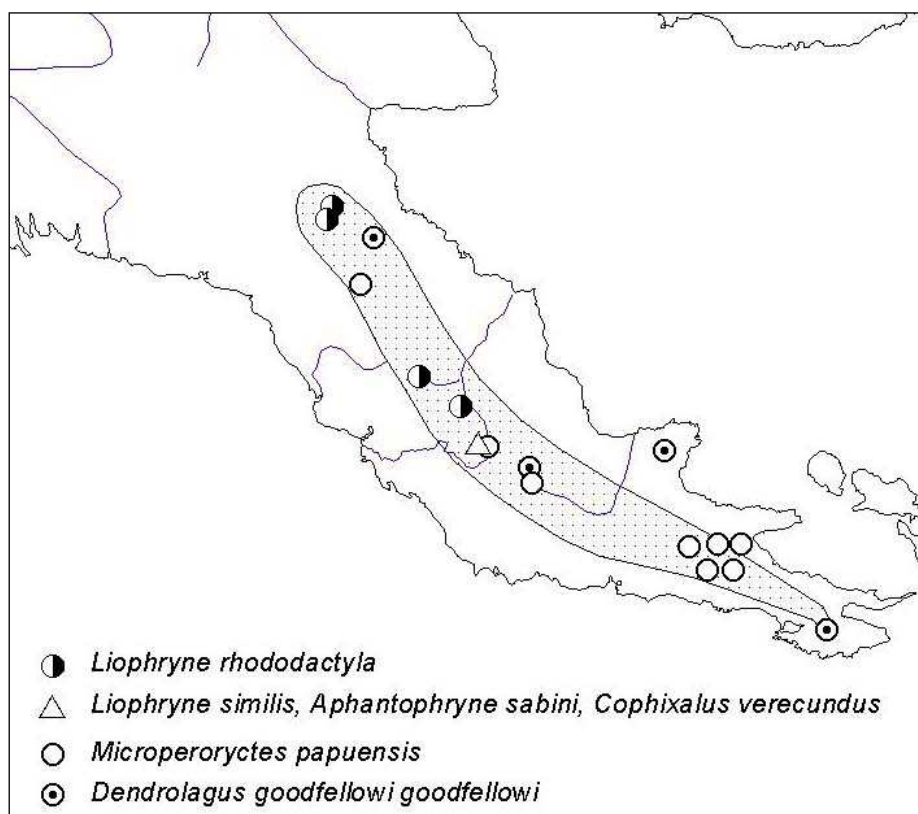 Liophryne rhododactyla
Liophryne similis, Aphantophryne sabini, Cophixalus verecundus
Microperoryctes papuensis
Dendrolagus goodfellowi goodfellowi